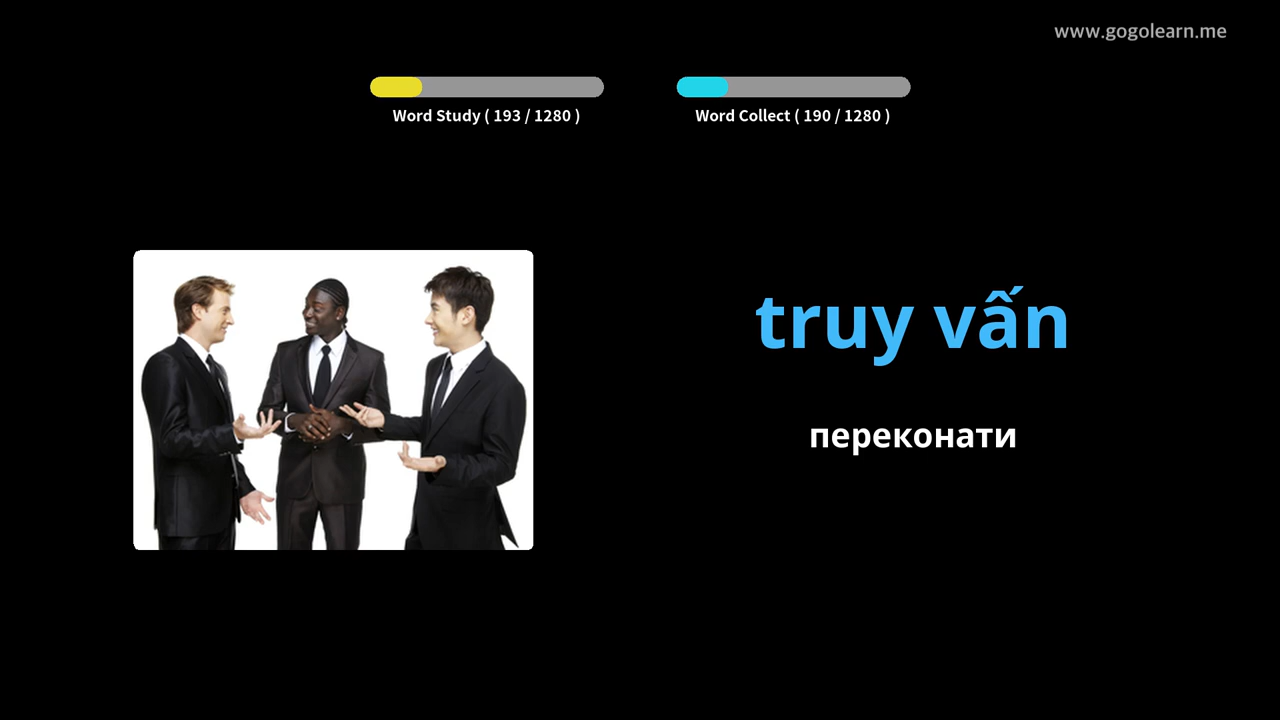 www.gogolearn.me
Word Study ( 193 / 1280 )
Word Collect ( 190 / 1280 )
truy vấn
переконати